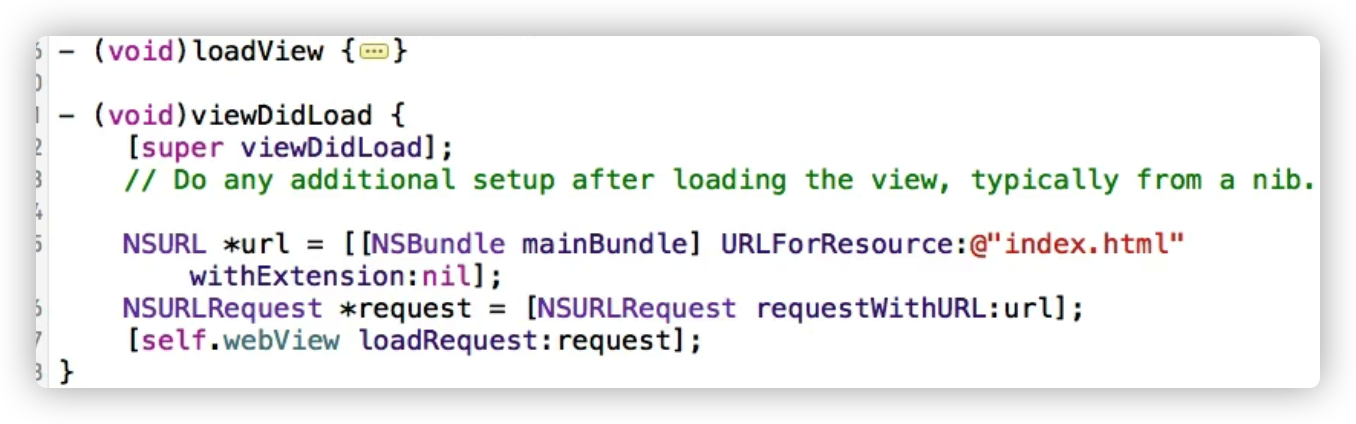 - (void)loadView {...}
- (void)viewDidLoad {
[super viewDidLoad];
// Do any additional setup after loading the view, typically from a nib.
NSURL *url = [[NSBundle mainBundle] URLForResource:@"index.html"
withExtension:nil];
NSURLRequest *request = [NSURLRequest requestWithURL:url];
[self.webView loadRequest:request];
}